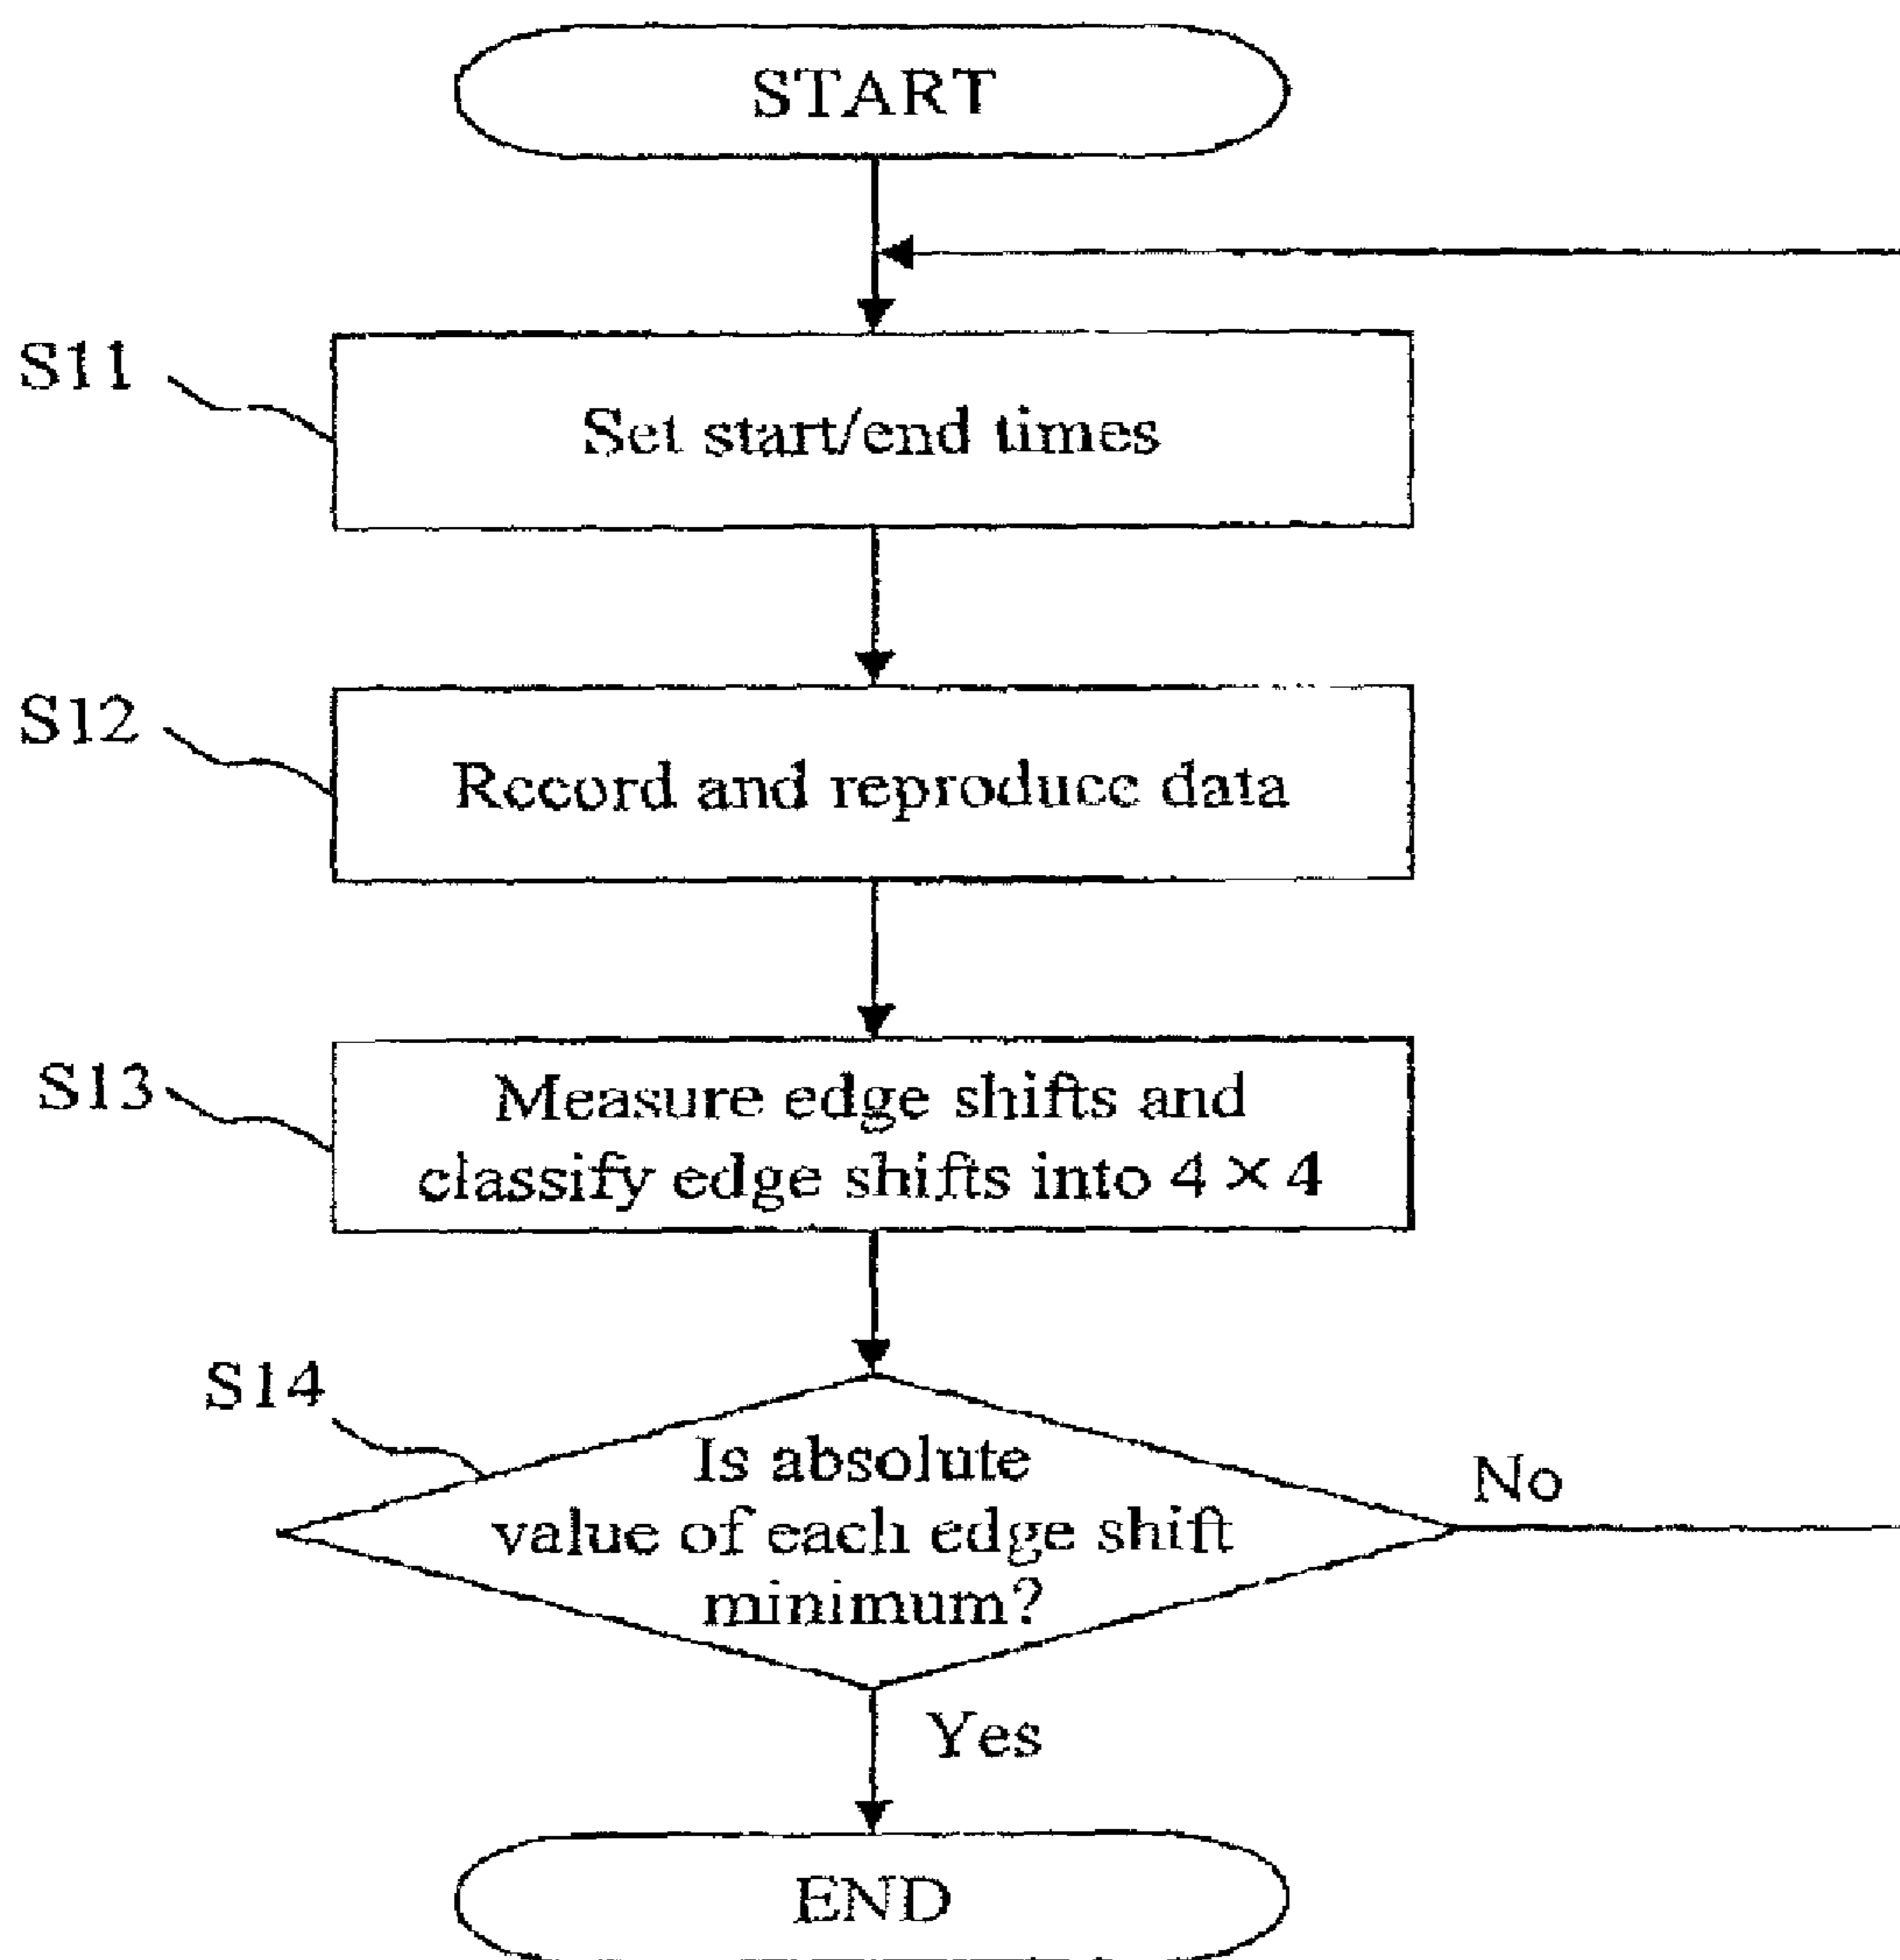 START
S11
Set start/end times
S12
Record and reproduce data
S13
Measure edge shifts and
classify edge shifts into 4 × 4
S14
Is absolute
value of each edge shift
minimum?
No
Yes
END